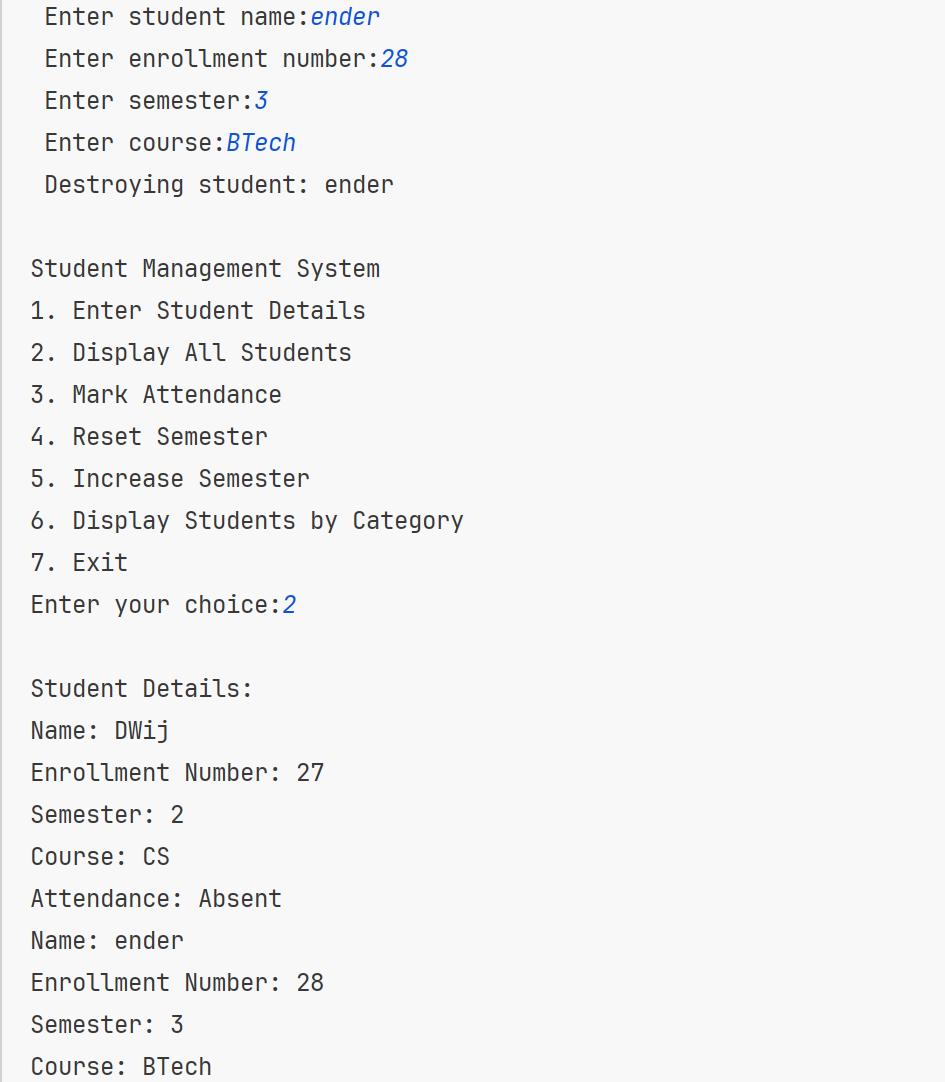 Enter student name:ender
Enter enrollment number:28
Enter semester:3
Enter course:BTech
Destroying student: ender
Student Management System
1. Enter Student Details
2. Display All Students
3. Mark Attendance
4. Reset Semester
5. Increase Semester
6. Display Students by Category
7. Exit
Enter your choice:2
Student Details:
Name: DWij
Enrollment Number: 27
Semester: 2
Course: CS
Attendance: Absent
Name: ender
Enrollment Number: 28
Semester: 3
Course: BTech